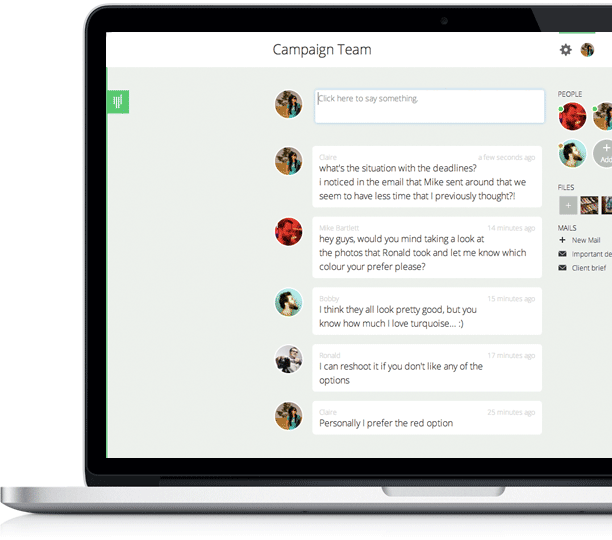 Campaign Team
Click here to say something.
Claire
a few seconds ago
what's the situation with the deadlines?
i noticed in the email that Mike sent around that we
seem to have less time that I previously thought?!
Mike Bartlett
14 minutes ago
hey guys, would you mind taking a look at
the photos that Ronald took and let me know which
colour your prefer please?
Bobby
15 minutes ago
I think they all look pretty good, but you
know how much I love turquoise... :)
Ronald
17 minutes ago
I can reshoot it if you don't like any of the
options
Claire
25 minutes ago
Personally I prefer the red option
PEOPLE
+
Add
FILES
+
MAILS
+ New Mail
Important de
Client brief